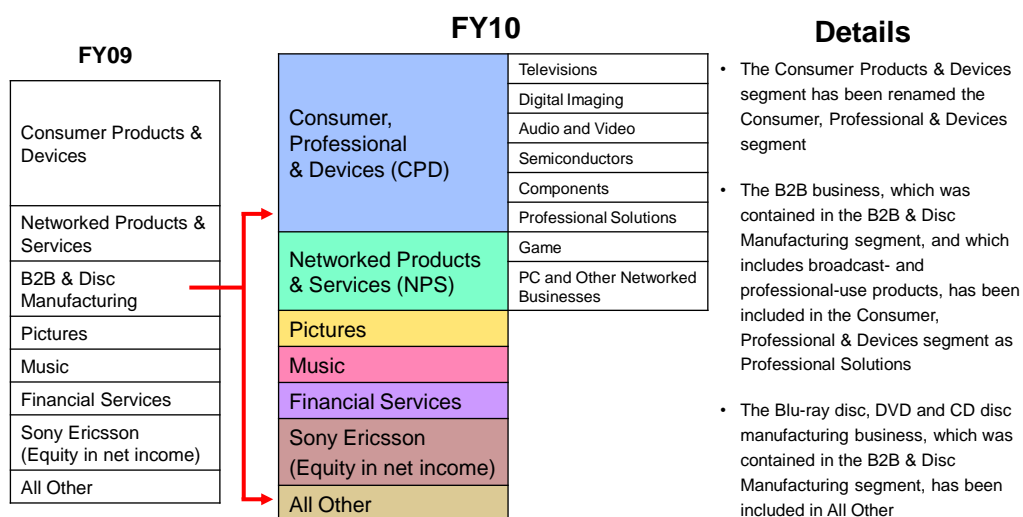 FY09
Consumer Products &
Devices
Networked Products &
Services
B2B & Disc
Manufacturing
Pictures
Music
Financial Services
Sony Ericsson
(Equity in net income)
All Other
FY10
Consumer,
Professional
& Devices (CPD)
Networked Products
& Services (NPS)
Pictures
Music
Financial Services
Sony Ericsson
(Equity in net income)
All Other
Televisions
Digital Imaging
Audio and Video
Semiconductors
Components
Professional Solutions
Game
PC and Other Networked
Businesses
Details
• The Consumer Products & Devices
segment has been renamed the
Consumer, Professional & Devices
segment
• The B2B business, which was
contained in the B2B & Disc
Manufacturing segment, and which
includes broadcast- and
professional-use products, has been
included in the Consumer,
Professional & Devices segment as
Professional Solutions
• The Blu-ray disc, DVD and CD disc
manufacturing business, which was
contained in the B2B & Disc
Manufacturing segment, has been
included in All Other